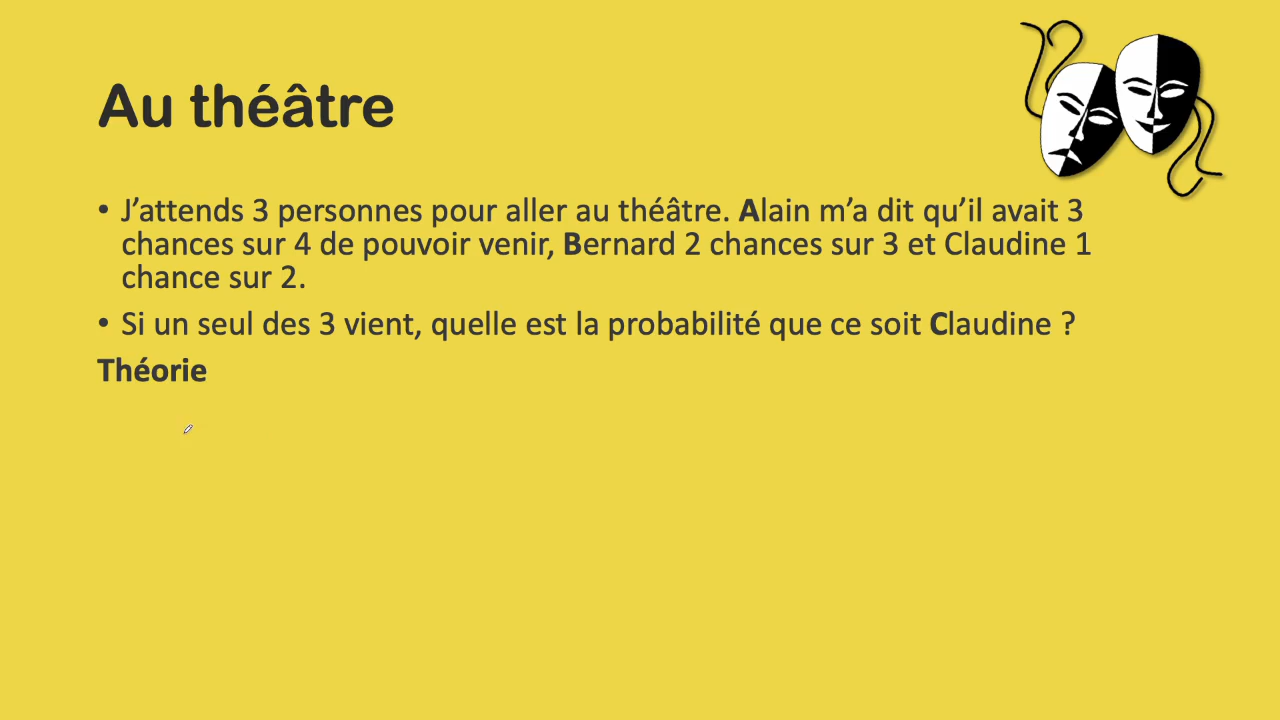 Au théâtre
• J’attends 3 personnes pour aller au théâtre. Alain m’a dit qu’il avait 3
chances sur 4 de pouvoir venir, Bernard 2 chances sur 3 et Claudine 1
chance sur 2.
• Si un seul des 3 vient, quelle est la probabilité que ce soit Claudine ?
Théorie